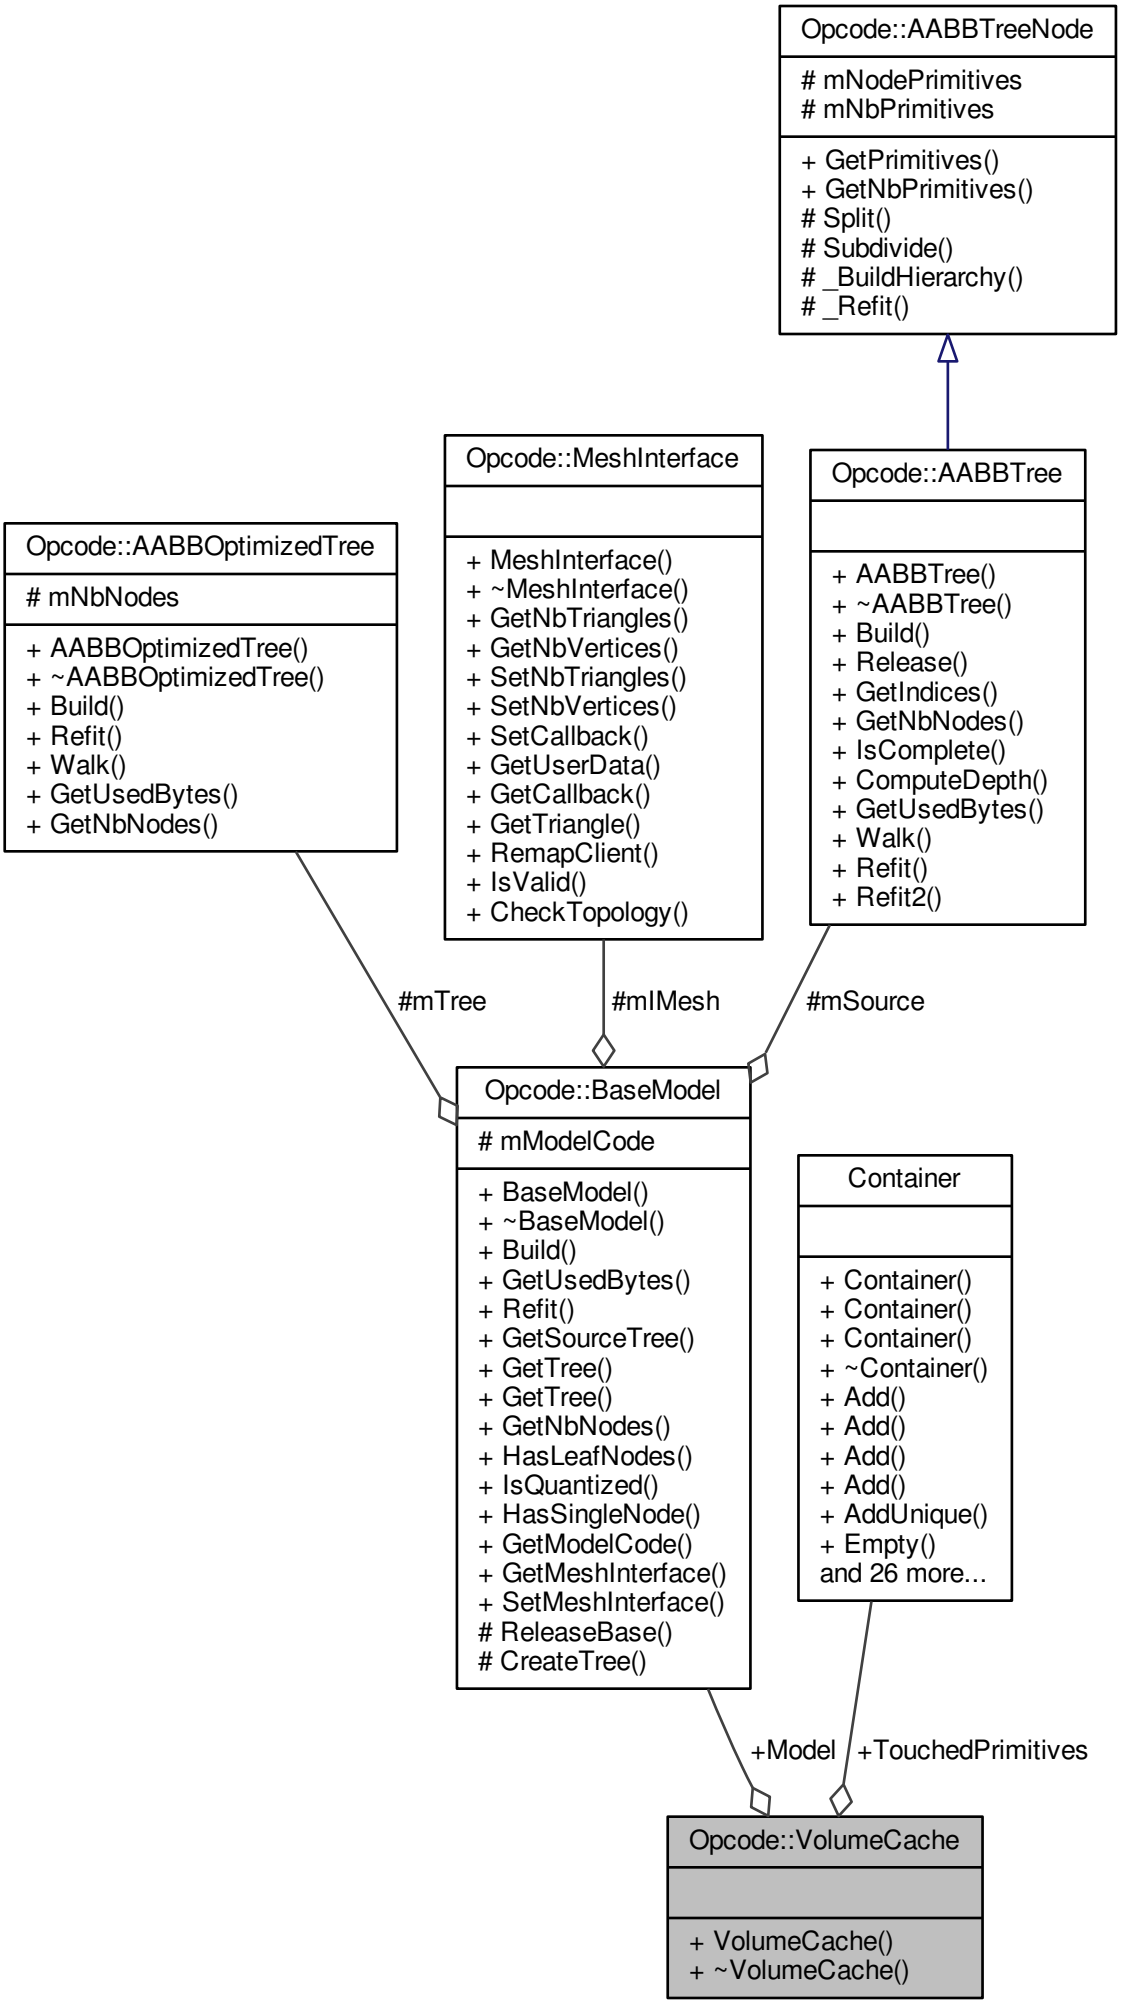 Opcode::AABBTreeNode
# mNodePrimitives
# mNbPrimitives
+ GetPrimitives()
+ GetNbPrimitives()
# Split()
# Subdivide()
# _BuildHierarchy()
# _Refit()
Opcode::AABBOptimizedTree
# mNbNodes
+ AABBOptimizedTree()
+ ~AABBOptimizedTree()
+ Build()
+ Refit()
+ Walk()
+ GetUsedBytes()
+ GetNbNodes()
Opcode::MeshInterface
+ MeshInterface()
+ ~MeshInterface()
+ GetNbTriangles()
+ GetNbVertices()
+ SetNbTriangles()
+ SetNbVertices()
+ SetCallback()
+ GetUserData()
+ GetCallback()
+ GetTriangle()
+ RemapClient()
+ IsValid()
+ CheckTopology()
Opcode::AABBTree
+ AABBTree()
+ ~AABBTree()
+ Build()
+ Release()
+ GetIndices()
+ GetNbNodes()
+ IsComplete()
+ ComputeDepth()
+ GetUsedBytes()
+ Walk()
+ Refit()
+ Refit2()
#mTree
#mIMesh
#mSource
Opcode::BaseModel
# mModelCode
+ BaseModel()
+ ~BaseModel()
+ Build()
+ GetUsedBytes()
+ Refit()
+ GetSourceTree()
+ GetTree()
+ GetTree()
+ GetNbNodes()
+ HasLeafNodes()
+ IsQuantized()
+ HasSingleNode()
+ GetModelCode()
+ GetMeshInterface()
+ SetMeshInterface()
# ReleaseBase()
# CreateTree()
Container
+ Container()
+ Container()
+ Container()
+ ~Container()
+ Add()
+ Add()
+ Add()
+ Add()
+ AddUnique()
+ Empty()
and 26 more...
+Model
+TouchedPrimitives
Opcode::VolumeCache
+ VolumeCache()
+ ~VolumeCache()